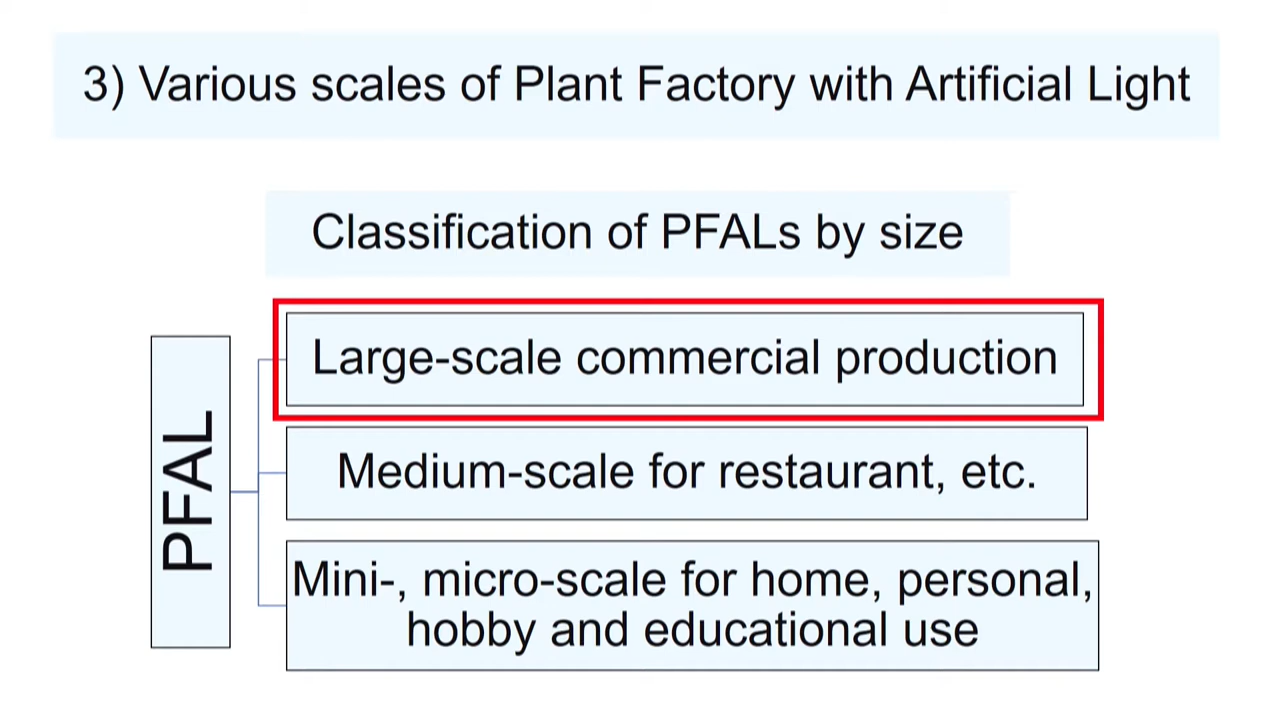 3) Various scales of Plant Factory with Artificial Light
Classification of PFALs by size
PFAL
Large-scale commercial production
Medium-scale for restaurant, etc.
Mini-, micro-scale for home, personal,
hobby and educational use